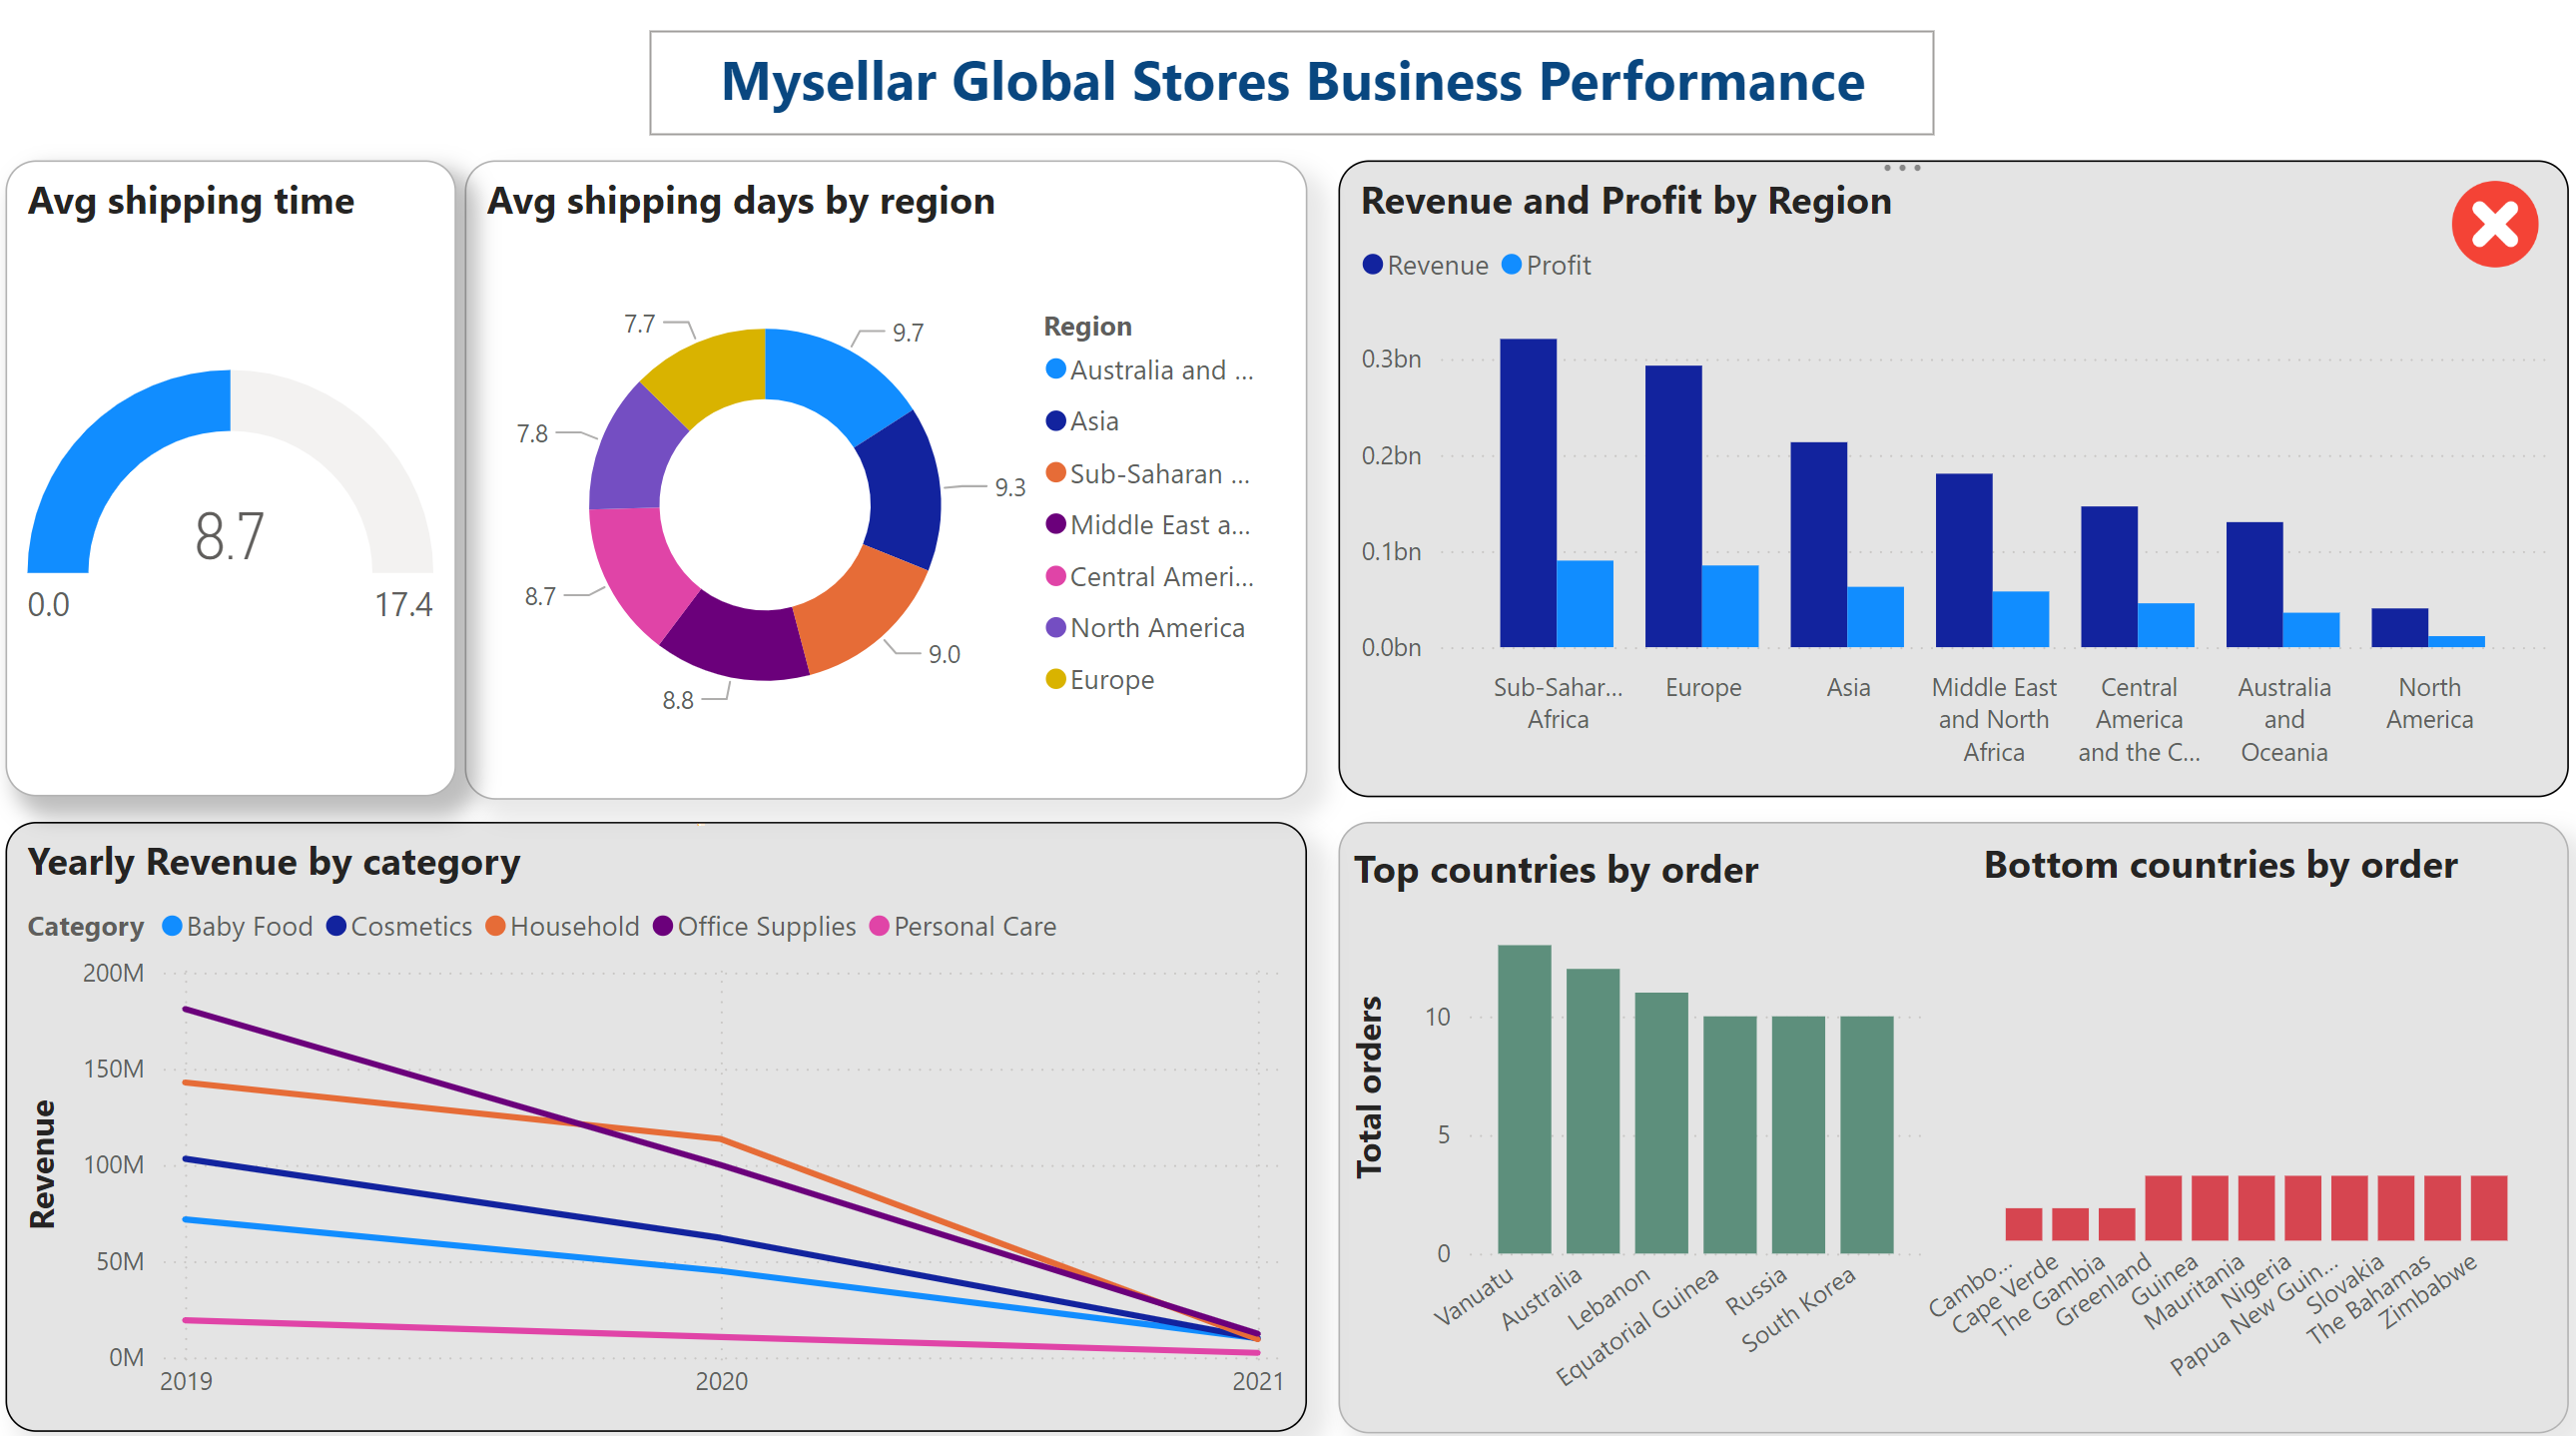 Mysellar Global Stores Business Performance
Avg shipping time
8.7
0.0
17.4
Avg shipping days by region
7.7
9.7
7.8
9.3
8.7
9.0
8.8
Region
Australia and ...
Asia
Sub-Saharan ...
Middle East a...
Central Ameri...
North America
Europe
Revenue and Profit by Region
Revenue Profit
0.3bn
0.2bn
0.1bn
0.0bn
Sub-Sahar...
Africa
Europe
Asia
Middle East
and North
Africa
Central
America
and the C...
Australia
and
Oceania
North
America
Yearly Revenue by category
Category Baby Food Cosmetics Household Office Supplies Personal Care
Revenue
200M
150M
100M
50M
0M
2019
2020
2021
Top countries by order
Total orders
10
5
0
Vanuatu
Australia
Lebanon
Equatorial Guinea
Russia
South Korea
Bottom countries by order
Cambo...
Cape Verde
The Gambia
Greenland
Guinea
Mauritania
Nigeria
Papua New Guin...
Slovakia
The Bahamas
Zimbabwe